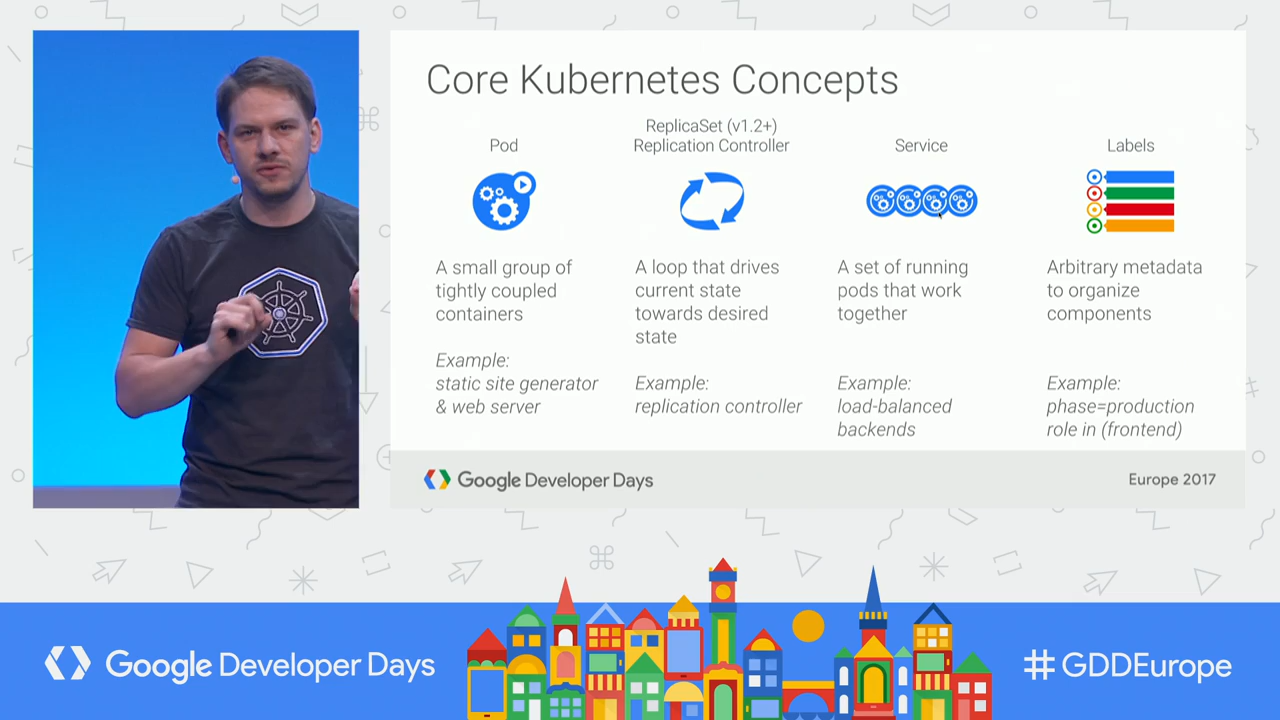 Core Kubernetes Concepts
Pod
A small group of
tightly coupled
containers
Example:
static site generator
& web server
ReplicaSet (v1.2+)
Replication Controller
A loop that drives
current state
towards desired
state
Example:
replication controller
Service
A set of running
pods that work
together
Example:
load-balanced
backends
Labels
Arbitrary metadata
to organize
components
Example:
phase=production
role in (frontend)
Google Developer Days
Europe 2017
Google Developer Days
#GDDEurope